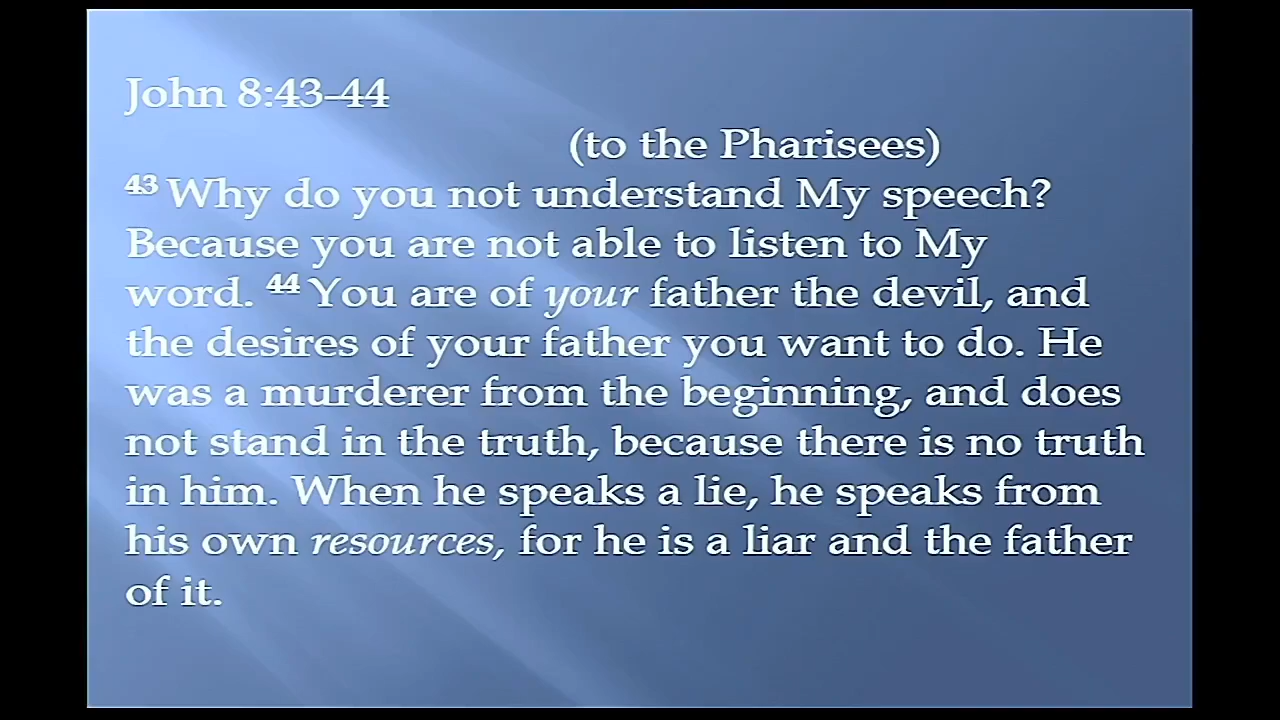 John 8:43-44
(to the Pharisees)
43 Why do you not understand My speech?
Because you are not able to listen to My
word. 44 You are of your father the devil, and
the desires of your father you want to do. He
was a murderer from the beginning, and does
not stand in the truth, because there is no truth
in him. When he speaks a lie, he speaks from
his own resources, for he is a liar and the father
of it.